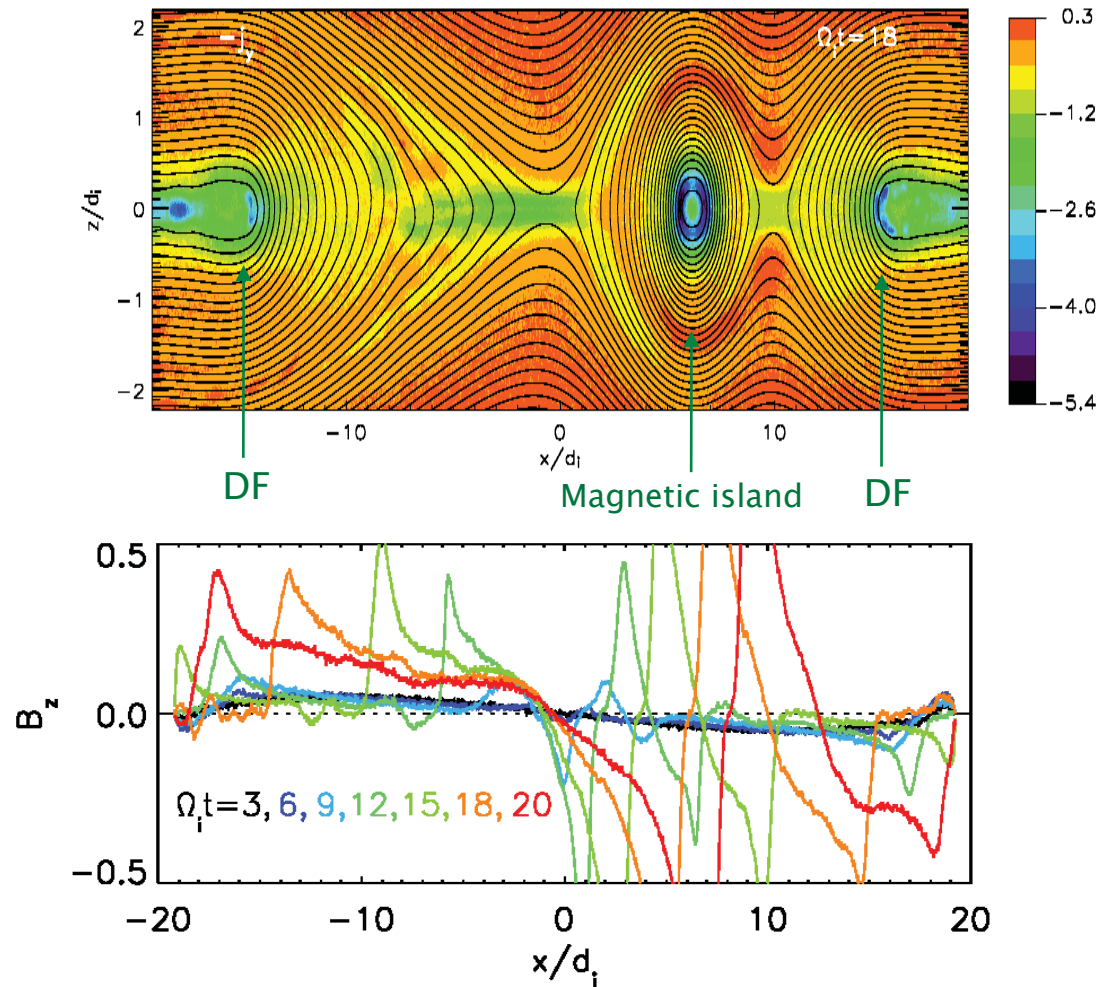 −j_y
Ω_i t=18
2
1
0
−1
−2
z/d_i
−10
0
10
x/d_i
0.3
−1.2
−2.6
−4.0
−5.4
DF
Magnetic island
DF
0.5
0.0
−0.5
B_z
Ω_i t=3, 6, 9, 12, 15, 18, 20
−20
−10
0
10
20
x/d_i